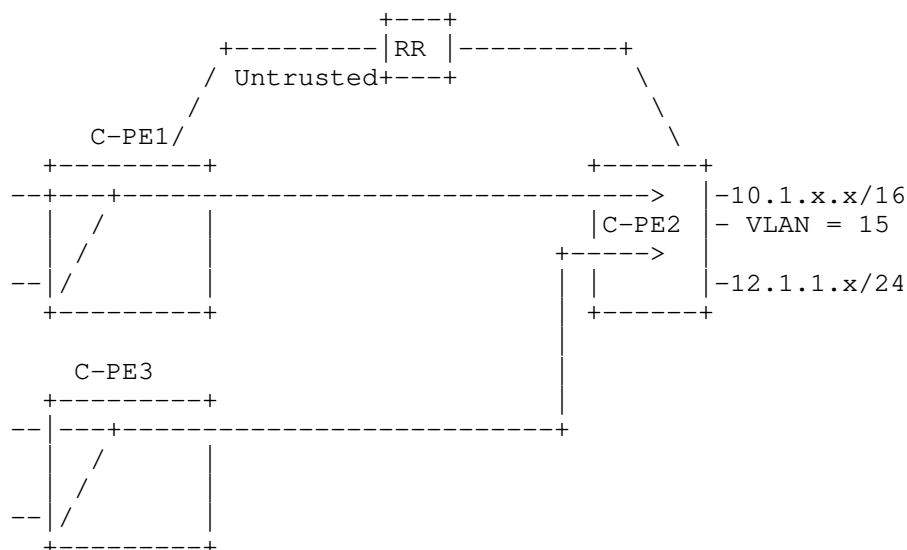 RR
Untrusted
C-PE1
-10.1.x.x/16
C-PE2
- VLAN = 15
-12.1.1.x/24
C-PE3